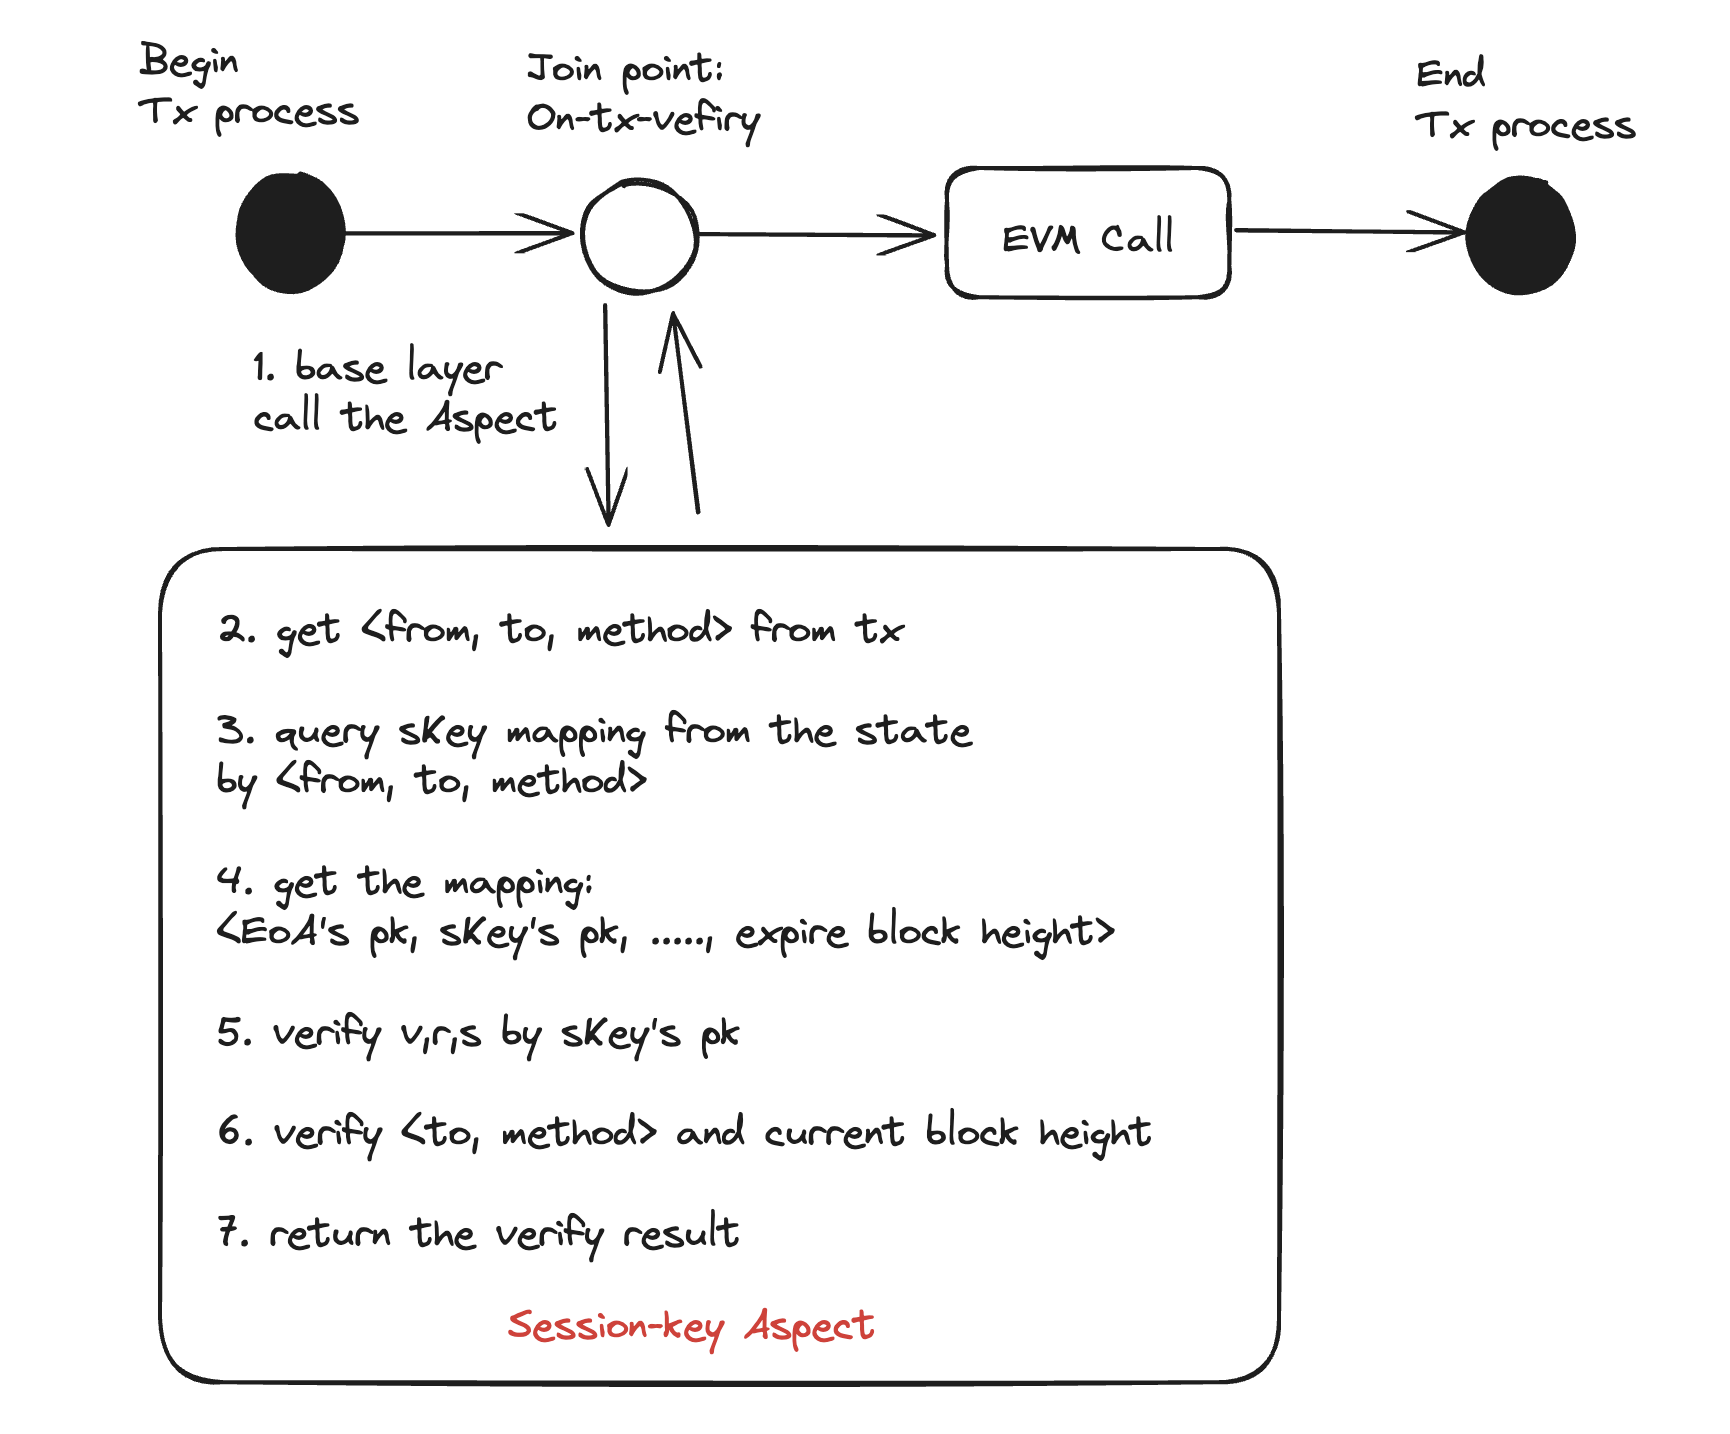 Begin
Tx process
Join point:
On-tx-vefiry
End
Tx process
EVM Call
1. base layer
call the Aspect
2. get <from, to, method> from tx
3. query sKey mapping from the state
by <from, to, method>
4. get the mapping:
<EoA's pk, sKey's pk, ....., expire block height>
5. verify v,r,s by sKey's pk
6. verify <to, method> and current block height
7. return the verify result
Session-key Aspect